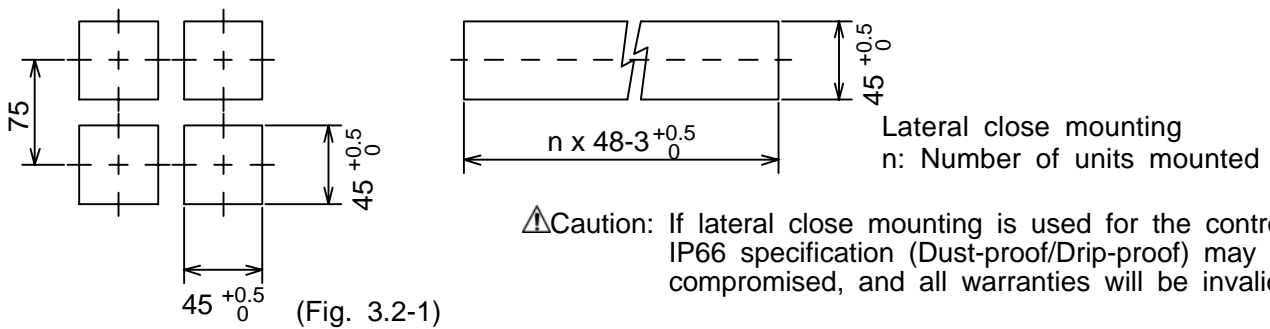 75
45 +0.5 0
45 +0.5 0
(Fig. 3.2-1)
n x 48-3 +0.5 0
45 +0.5 0
Lateral close mounting
n: Number of units mounted
Caution: If lateral close mounting is used for the
IP66 specification (Dust-proof/Drip-proof) may
compromised, and all warranties will be